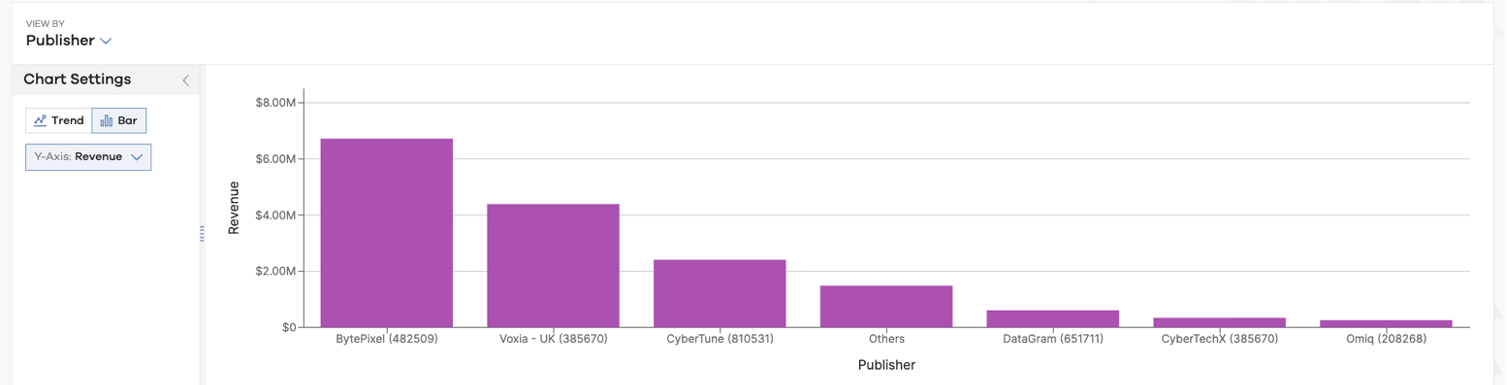 VIEW BY
Publisher
Chart Settings
Trend
Bar
Y-Axis: Revenue
$8.00M
$6.00M
$4.00M
$2.00M
$0
Revenue
BytePixel (482509)
Voxia - UK (385670)
CyberTune (810531)
Others
DataGram (651711)
CyberTechX (385670)
Omiq (208268)
Publisher